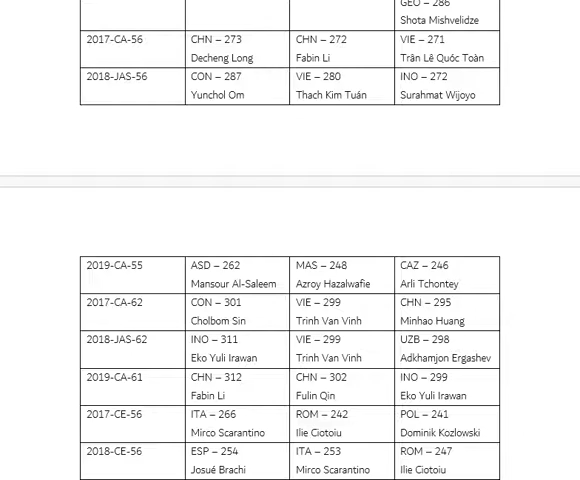 GEO – 286
Shota Mishvelidze
2017-CA-56 CHN – 273 CHN – 272 VIE – 271
Decheng Long Fabin Li Trân Lê Quóc Toàn
2018-JAS-56 CON – 287 VIE – 280 INO – 272
Yunchol Om Thach Kim Tuán Surahmat Wijoyo
2019-CA-55 ASD – 262 MAS – 248 CAZ – 246
Mansour Al-Saleem Azroy Hazalwafie Arli Tchontey
2017-CA-62 CON – 301 VIE – 299 CHN – 295
Cholbom Sin Trinh Van Vinh Minhao Huang
2018-JAS-62 INO – 311 VIE – 299 UZB – 298
Eko Yuli Irawan Trinh Van Vinh Adkhamjon Ergashev
2019-CA-61 CHN – 312 CHN – 302 INO – 299
Fabin Li Fulin Qin Eko Yuli Irawan
2017-CE-56 ITA – 266 ROM – 242 POL – 241
Mirco Scarantino Ilie Ciotoiu Dominik Kozlowski
2018-CE-56 ESP – 254 ITA – 253 ROM – 247
Josué Brachi Mirco Scarantino Ilie Ciotoiu